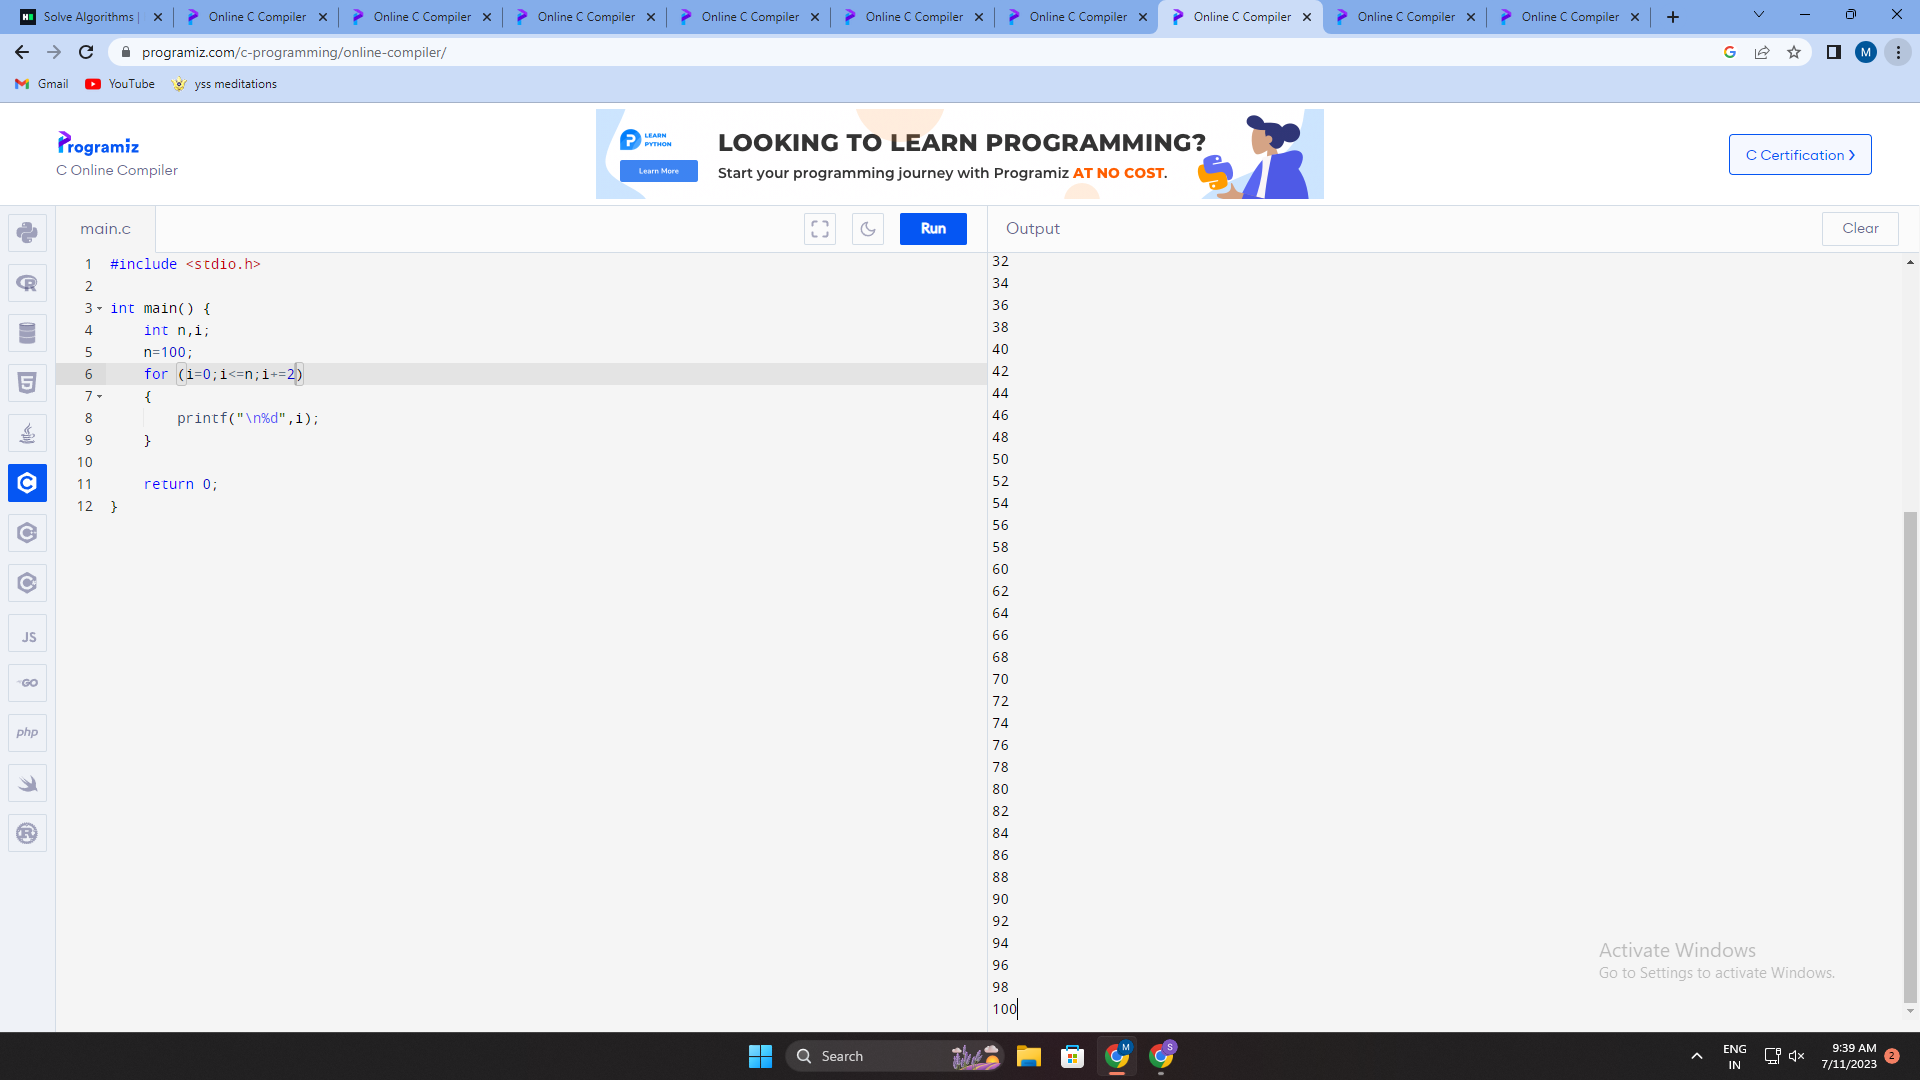 Solve Algorithms |
Online C Compiler
Online C Compiler
Online C Compiler
Online C Compiler
Online C Compiler
Online C Compiler
Online C Compiler
Online C Compiler
Online C Compiler
programiz.com/c-programming/online-compiler/
M
Gmail
YouTube
yss meditations
Programiz
C Online Compiler
LEARN
PYTHON
Learn More
LOOKING TO LEARN PROGRAMMING?
Start your programming journey with Programiz AT NO COST.
C Certification ❯
main.c
Run
Output
Clear
1 #include <stdio.h>
2
3 int main() {
4     int n,i;
5     n=100;
6     for (i=0;i<=n;i+=2)
7     {
8         printf("\n%d",i);
9     }
10
11     return 0;
12 }
JS
GO
php
32
34
36
38
40
42
44
46
48
50
52
54
56
58
60
62
64
66
68
70
72
74
76
78
80
82
84
86
88
90
92
94
96
98
100
Activate Windows
Go to Settings to activate Windows.
Search
M
S
ENG
IN
9:39 AM
7/11/2023
2